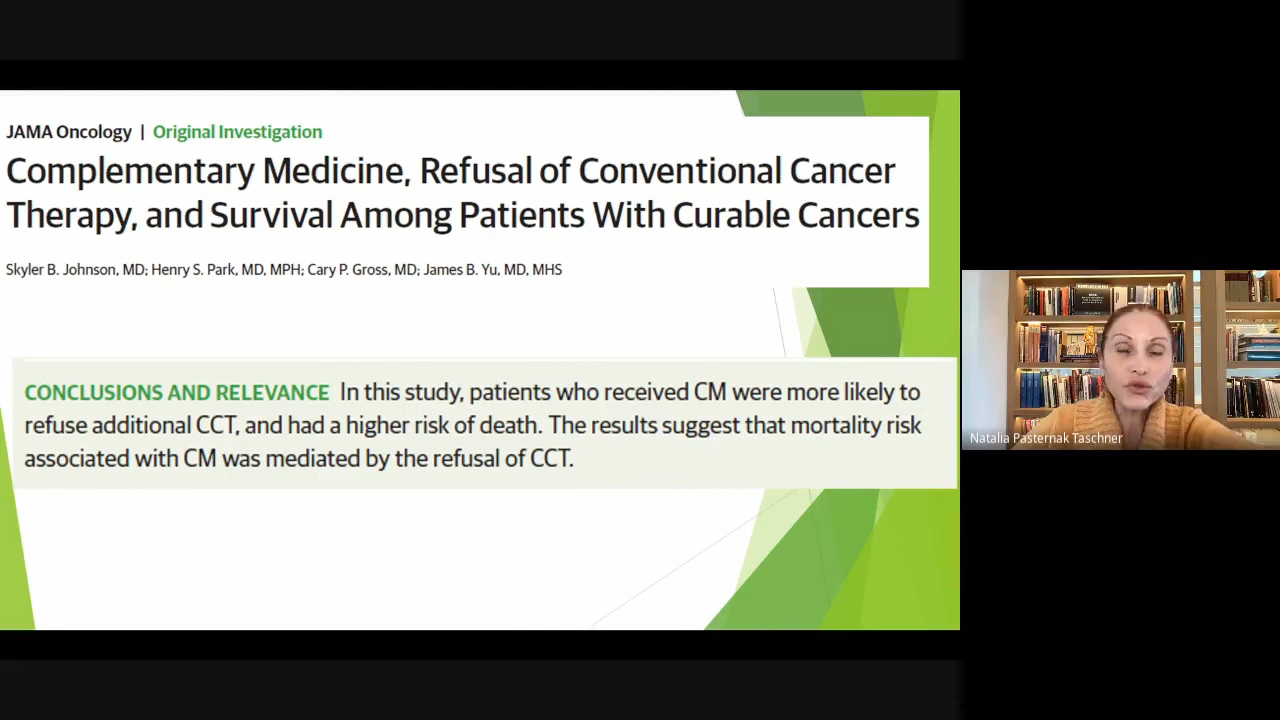 JAMA Oncology | Original Investigation
Complementary Medicine, Refusal of Conventional Cancer
Therapy, and Survival Among Patients With Curable Cancers
Skyler B. Johnson, MD; Henry S. Park, MD, MPH; Cary P. Gross, MD; James B. Yu, MD, MHS
CONCLUSIONS AND RELEVANCE In this study, patients who received CM were more likely to
refuse additional CCT, and had a higher risk of death. The results suggest that mortality risk
associated with CM was mediated by the refusal of CCT.
Natalia Pasternak Taschner